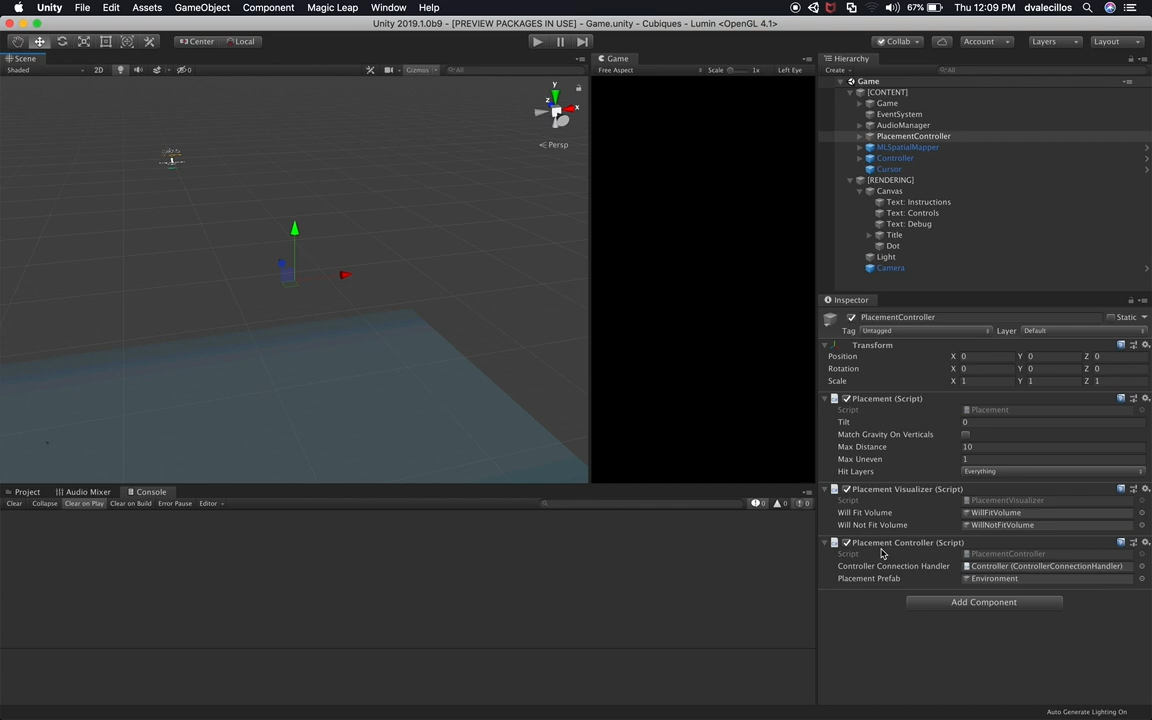 Unity File Edit Assets GameObject Component Magic Leap Window Help
67% Thu 12:09 PM dvalecillos
Unity 2019.1.0b9 - [PREVIEW PACKAGES IN USE] - Game.unity - Cubiques - Lumin <OpenGL 4.1>
Center Local
Collab Account Layers Layout
Scene
Shaded 2D 0 Gizmos All
y
z x
Persp
Game
Free Aspect Scale 1x Left Eye
Hierarchy
Create All
Game
[CONTENT]
Game
EventSystem
AudioManager
PlacementController
MLSpatialMapper
Controller
Cursor
[RENDERING]
Canvas
Text: Instructions
Text: Controls
Text: Debug
Title
Dot
Light
Camera
Inspector
PlacementController Static
Tag Untagged Layer Default
Transform
Position X 0 Y 0 Z 0
Rotation X 0 Y 0 Z 0
Scale X 1 Y 1 Z 1
Placement (Script)
Script Placement
Tilt 0
Match Gravity On Verticals
Max Distance 10
Max Uneven 1
Hit Layers Everything
Placement Visualizer (Script)
Script PlacementVisualizer
Will Fit Volume WillFitVolume
Will Not Fit Volume WillNotFitVolume
Placement Controller (Script)
Script PlacementController
Controller Connection Handler Controller (ControllerConnectionHandler)
Placement Prefab Environment
Add Component
Project Audio Mixer Console
Clear Collapse Clear on Play Clear on Build Error Pause Editor 0 0 0
Auto Generate Lighting On